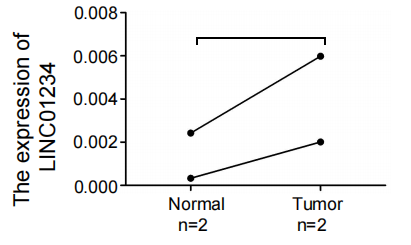 The expression of
LINC01234
0.008
0.006
0.004
0.002
0.000
Normal
n=2
Tumor
n=2